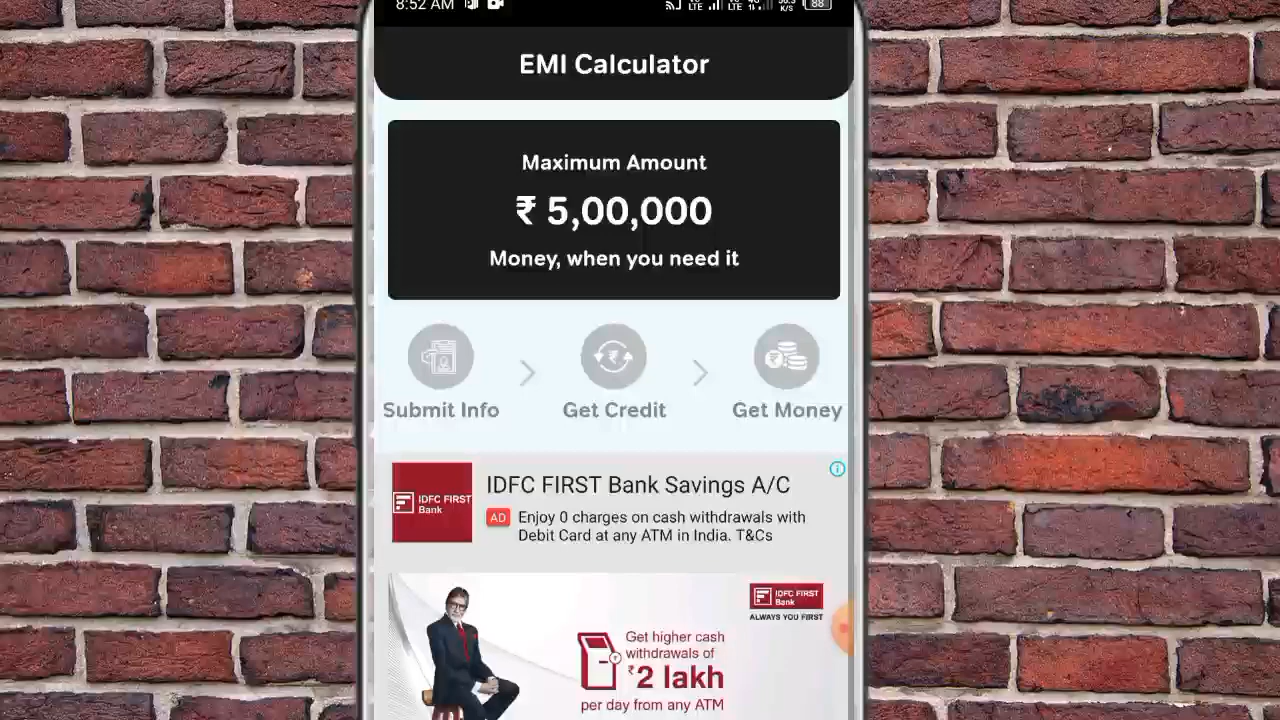 8:52 AM
LTE LTE K/S 88
EMI Calculator
Maximum Amount
₹ 5,00,000
Money, when you need it
Submit Info
Get Credit
Get Money
IDFC FIRST
Bank
IDFC FIRST Bank Savings A/C
AD Enjoy 0 charges on cash withdrawals with
Debit Card at any ATM in India. T&Cs
IDFC FIRST
Bank
ALWAYS YOU FIRST
Get higher cash
withdrawals of
₹2 lakh
per day from any ATM